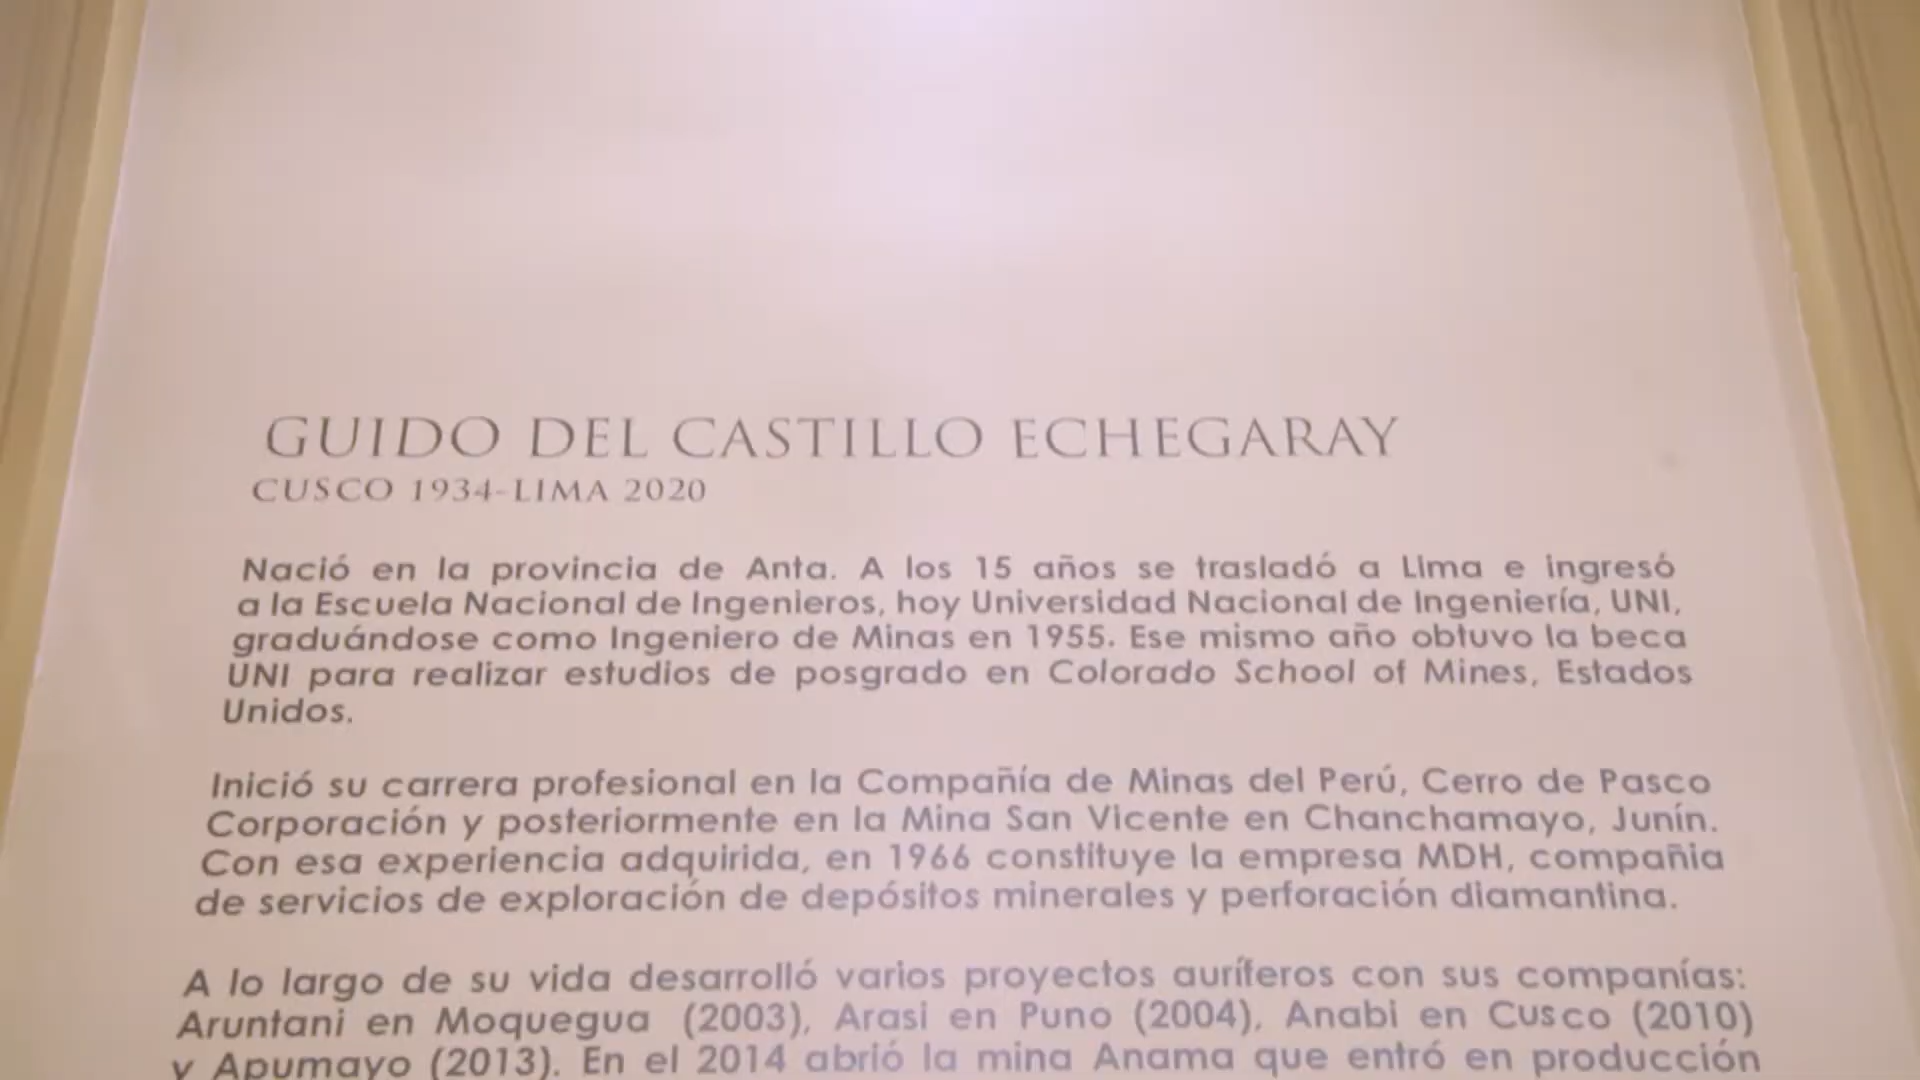 GUIDO DEL CASTILLO ECHEGARAY
CUSCO 1934-LIMA 2020
Nació en la provincia de Anta. A los 15 años se trasladó a Lima e ingresó
a la Escuela Nacional de Ingenieros, hoy Universidad Nacional de Ingeniería, UNI,
graduándose como Ingeniero de Minas en 1955. Ese mismo año obtuvo la beca
UNI para realizar estudios de posgrado en Colorado School of Mines, Estados
Unidos.
Inició su carrera profesional en la Compañía de Minas del Perú, Cerro de Pasco
Corporación y posteriormente en la Mina San Vicente en Chanchamayo, Junín.
Con esa experiencia adquirida, en 1966 constituye la empresa MDH, compañia
de servicios de exploración de depósitos minerales y perforación diamantina.
A lo largo de su vida desarrolló varios proyectos auríferos con sus companías:
Aruntani en Moquegua (2003), Arasi en Puno (2004), Anabi en Cusco (2010)
y Apumayo (2013). En el 2014 abrió la mina Anama que entró en producción